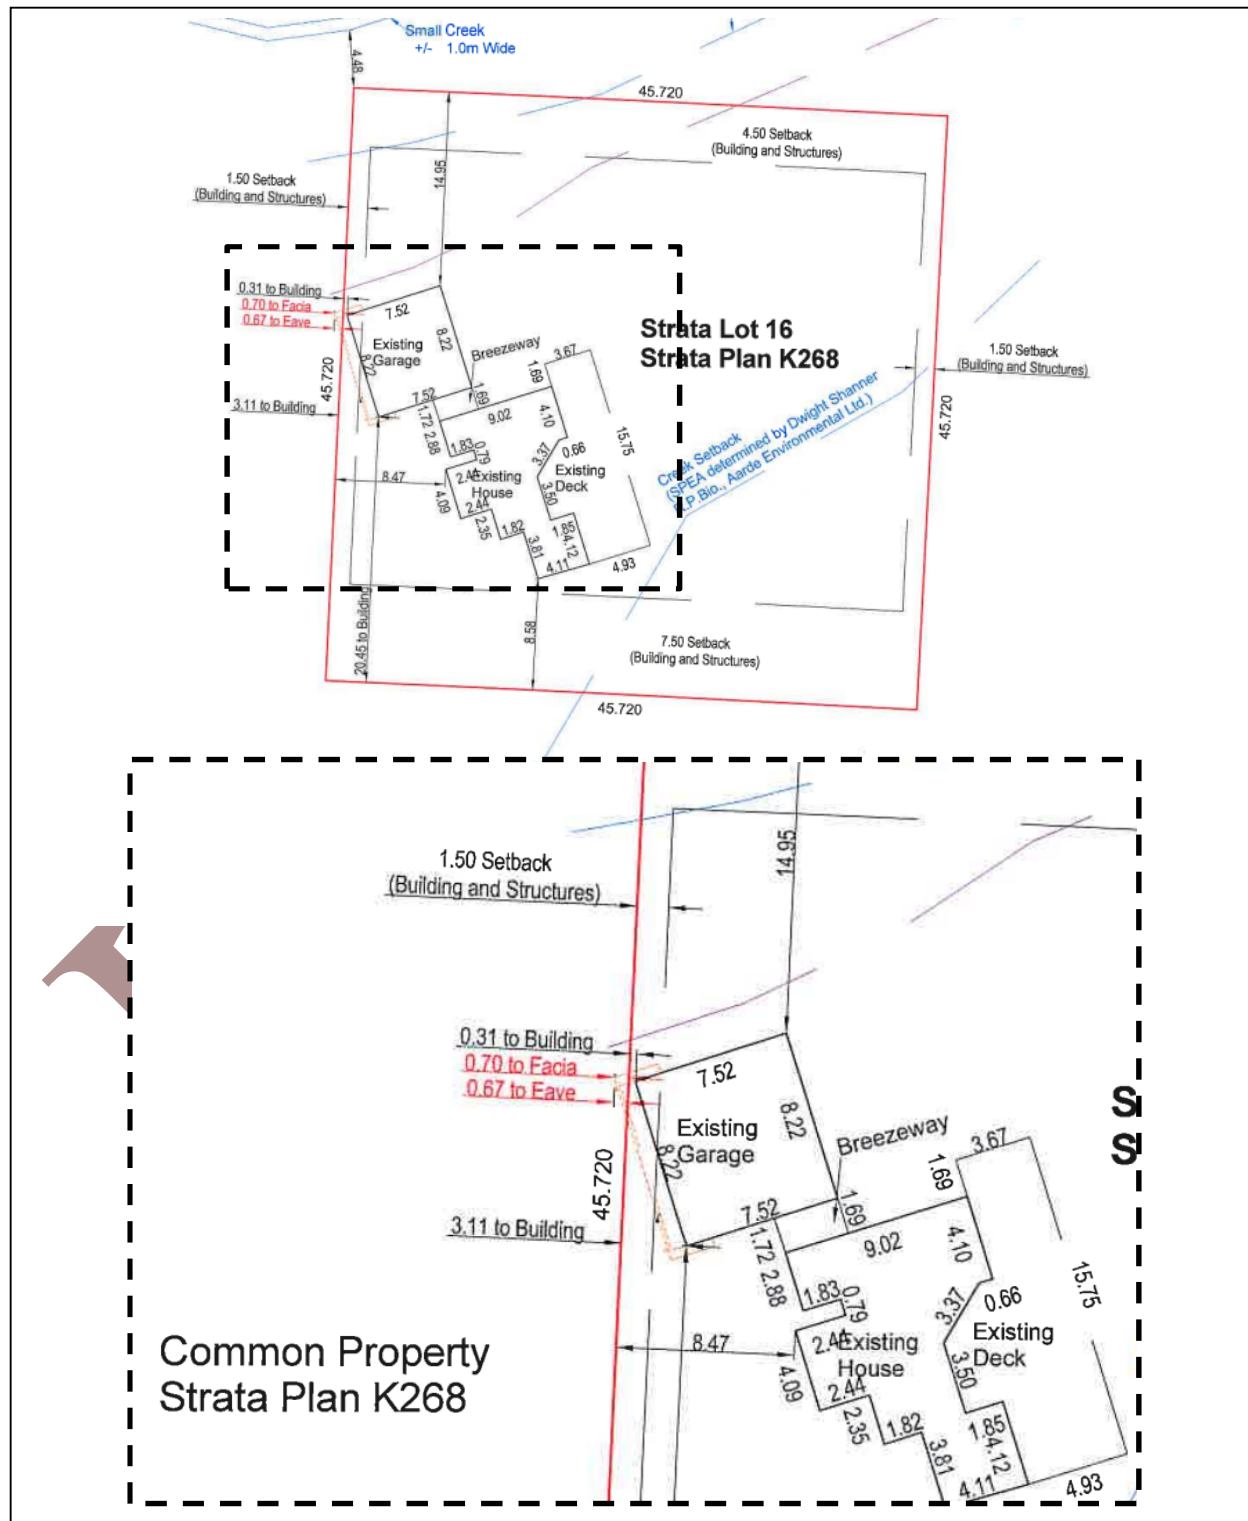 Small Creek
+/- 1.0m Wide
4.48
45.720
4.50 Setback
(Building and Structures)
14.95
1.50 Setback
(Building and Structures)
0.31 to Building
0.70 to Facia
0.67 to Eave
7.52
8.22
Existing
Garage
8.22
Breezeway
Strata Lot 16
Strata Plan K268
3.67
1.69
1.50 Setback
(Building and Structures)
45.720
45.720
3.11 to Building
7.52
1.69
1.72
9.02
4.10
2.88
1.83
0.79
3.37
0.66
15.75
Creek Setback
(SPEA determined by Dwight Shanner
R.P.Bio., Aarde Environmental Ltd.)
8.47
2.44
Existing
House
Existing
Deck
4.09
2.44
3.50
2.35
1.82
1.85
3.81
4.12
4.11
4.93
20.45 to Building
8.58
7.50 Setback
(Building and Structures)
45.720
14.95
1.50 Setback
(Building and Structures)
0.31 to Building
0.70 to Facia
0.67 to Eave
7.52
8.22
Existing
Garage
8.22
Breezeway
S
S
3.67
1.69
45.720
3.11 to Building
7.52
1.69
1.72
9.02
4.10
2.88
1.83
0.79
3.37
0.66
15.75
8.47
2.44
Existing
House
Existing
Deck
4.09
2.44
3.50
2.35
1.82
1.85
3.81
4.12
4.11
4.93
Common Property
Strata Plan K268